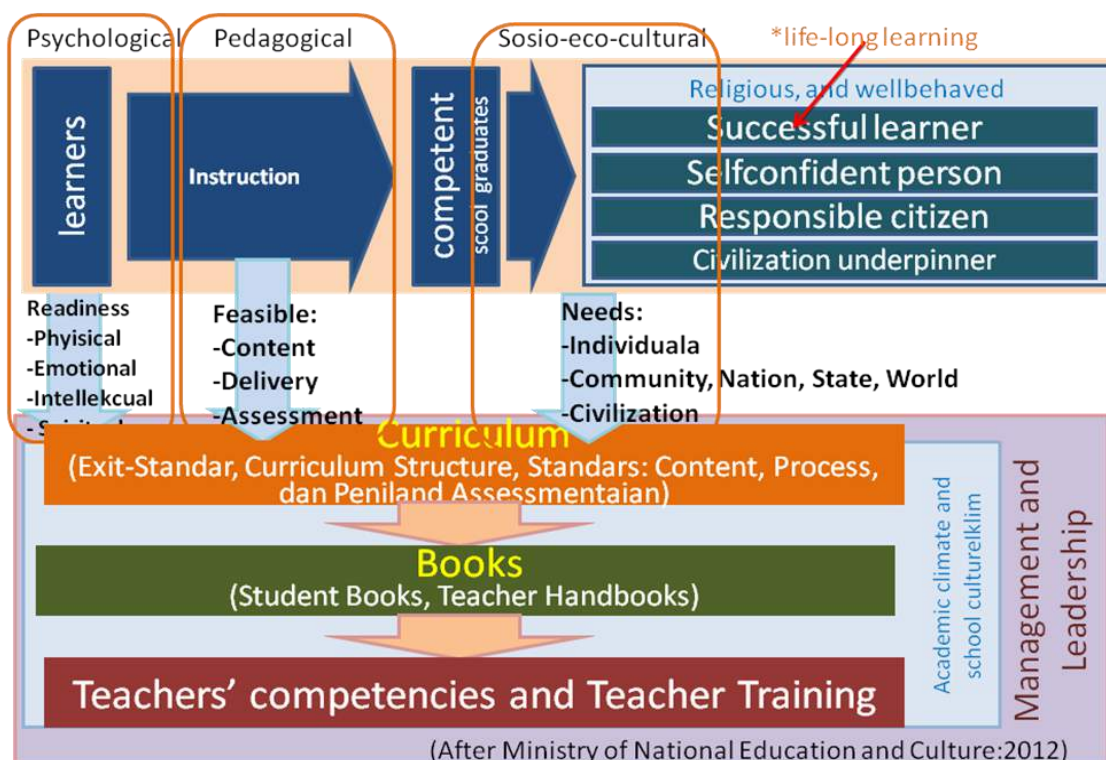 Psychological
Pedagogical
Sosio-eco-cultural
*life-long learning
learners
Instruction
competent
scool graduates
Religious, and wellbehaved
Successful learner
Selfconfident person
Responsible citizen
Civilization underpinner
Readiness
-Phyisical
-Emotional
-Intellekcual
Feasible:
-Content
-Delivery
-Assessment
Needs:
-Individuala
-Community, Nation, State, World
-Civilization
Curriculum
(Exit-Standar, Curriculum Structure, Standars: Content, Process,
dan Peniland Assessmentaian)
Books
(Student Books, Teacher Handbooks)
Teachers’ competencies and Teacher Training
Academic climate and
school culturelklim
Management and
Leadership
(After Ministry of National Education and Culture:2012)